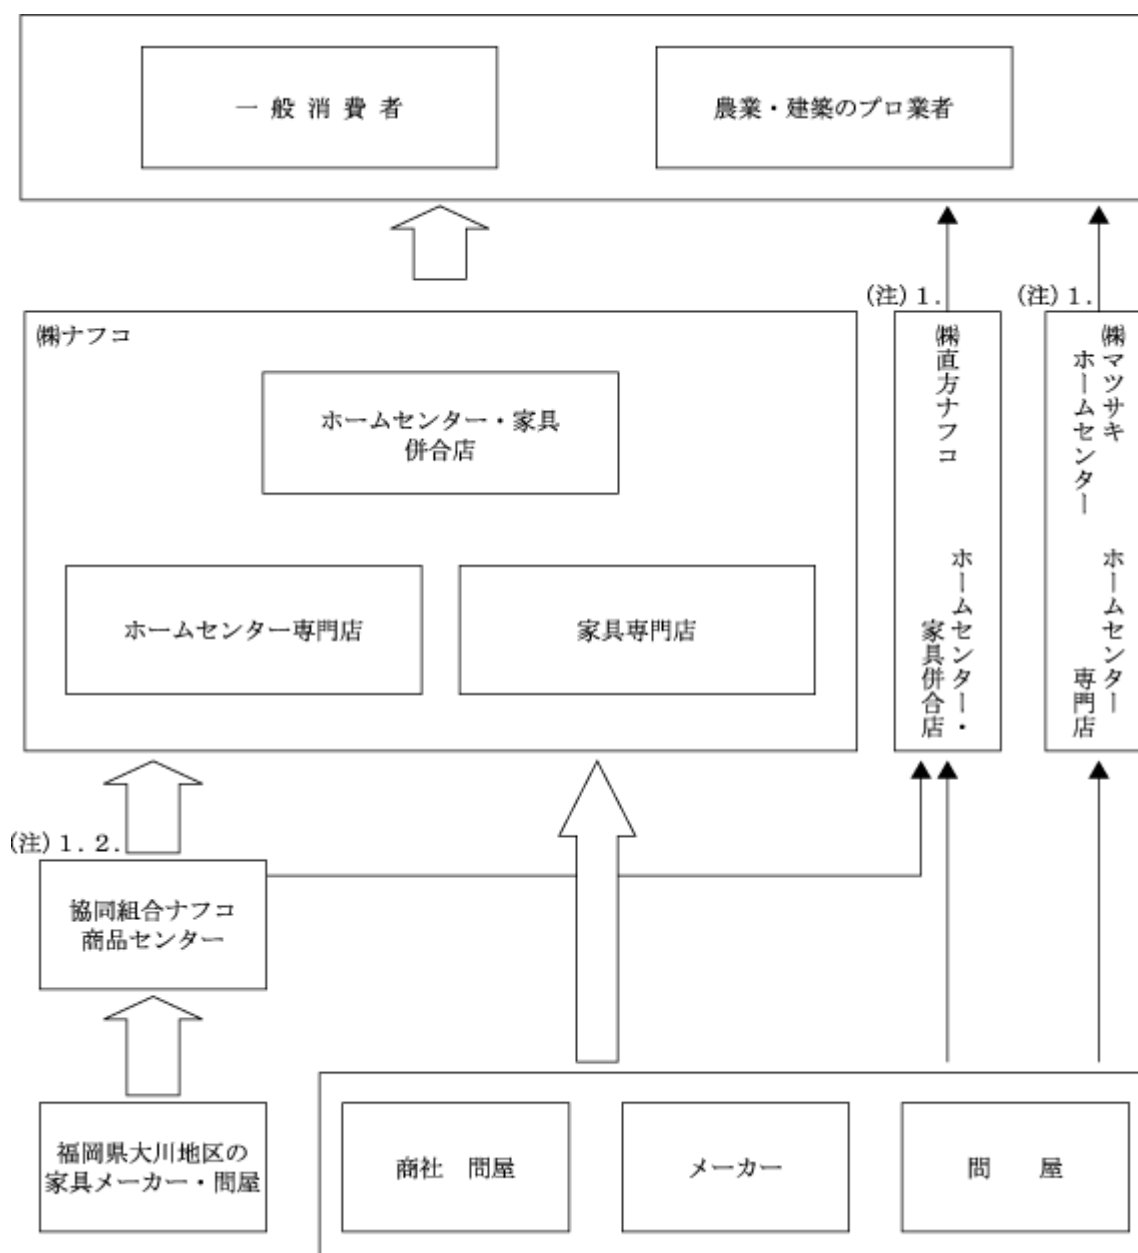 一 般 消 費 者
農業・建築のプロ業者
(注)1.
(注)1.
㈱ナフコ
ホームセンター・家具
併合店
ホームセンター専門店
家具専門店
㈱直方ナフコ
ホームセンター・
家具併合店
㈱マツサキ
ホームセンター
ホームセンター
専門店
(注)1.2.
協同組合ナフコ
商品センター
福岡県大川地区の
家具メーカー・問屋
商社 問屋
メーカー
問 屋